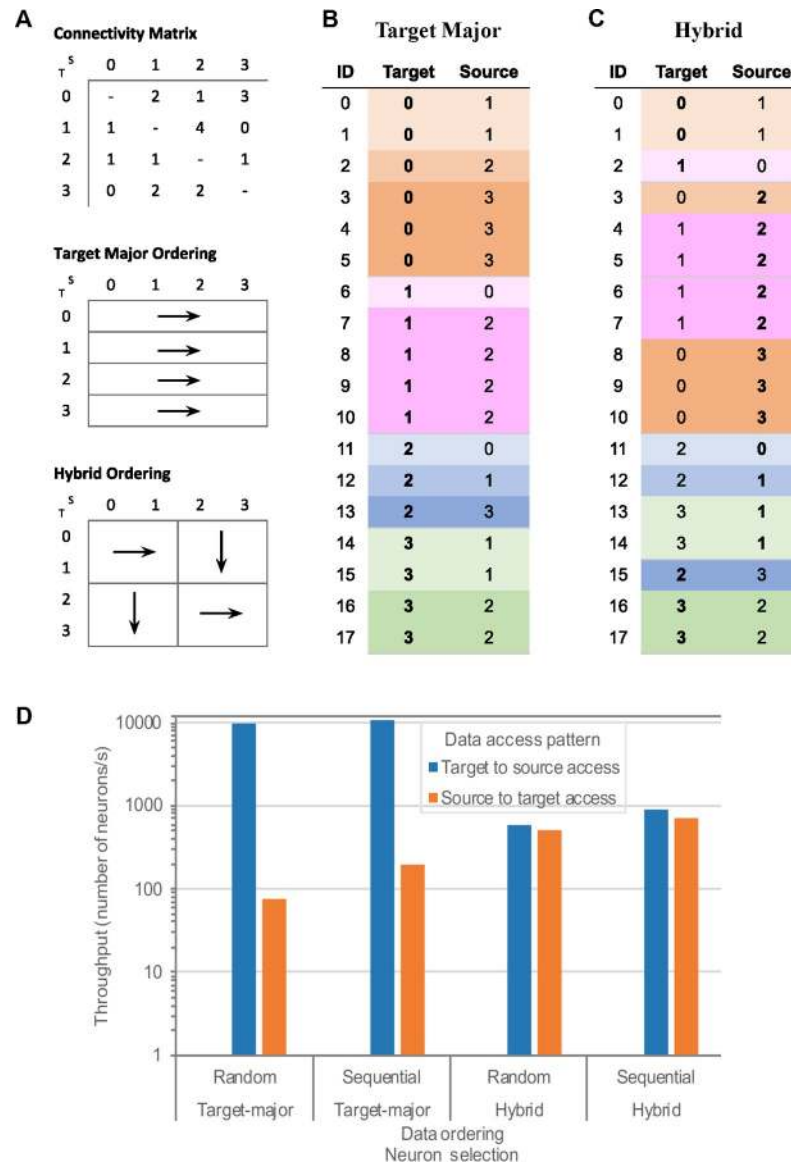 A
Connectivity Matrix
T S 0 1 2 3
0 - 2 1 3
1 1 - 4 0
2 1 1 - 1
3 0 2 2 -
Target Major Ordering
T S 0 1 2 3
0
1
2
3
Hybrid Ordering
T S 0 1 2 3
0
1
2
3
B
Target Major
ID Target Source
0 0 1
1 0 1
2 0 2
3 0 3
4 0 3
5 0 3
6 1 0
7 1 2
8 1 2
9 1 2
10 1 2
11 2 0
12 2 1
13 2 3
14 3 1
15 3 1
16 3 2
17 3 2
C
Hybrid
ID Target Source
0 0 1
1 0 1
2 1 0
3 0 2
4 1 2
5 1 2
6 1 2
7 1 2
8 0 3
9 0 3
10 0 3
11 2 0
12 2 1
13 3 1
14 3 1
15 2 3
16 3 2
17 3 2
D
Throughput (number of neurons/s)
10000
1000
100
10
1
Data access pattern
Target to source access
Source to target access
Random Sequential Random Sequential
Target-major Target-major Hybrid Hybrid
Data ordering
Neuron selection